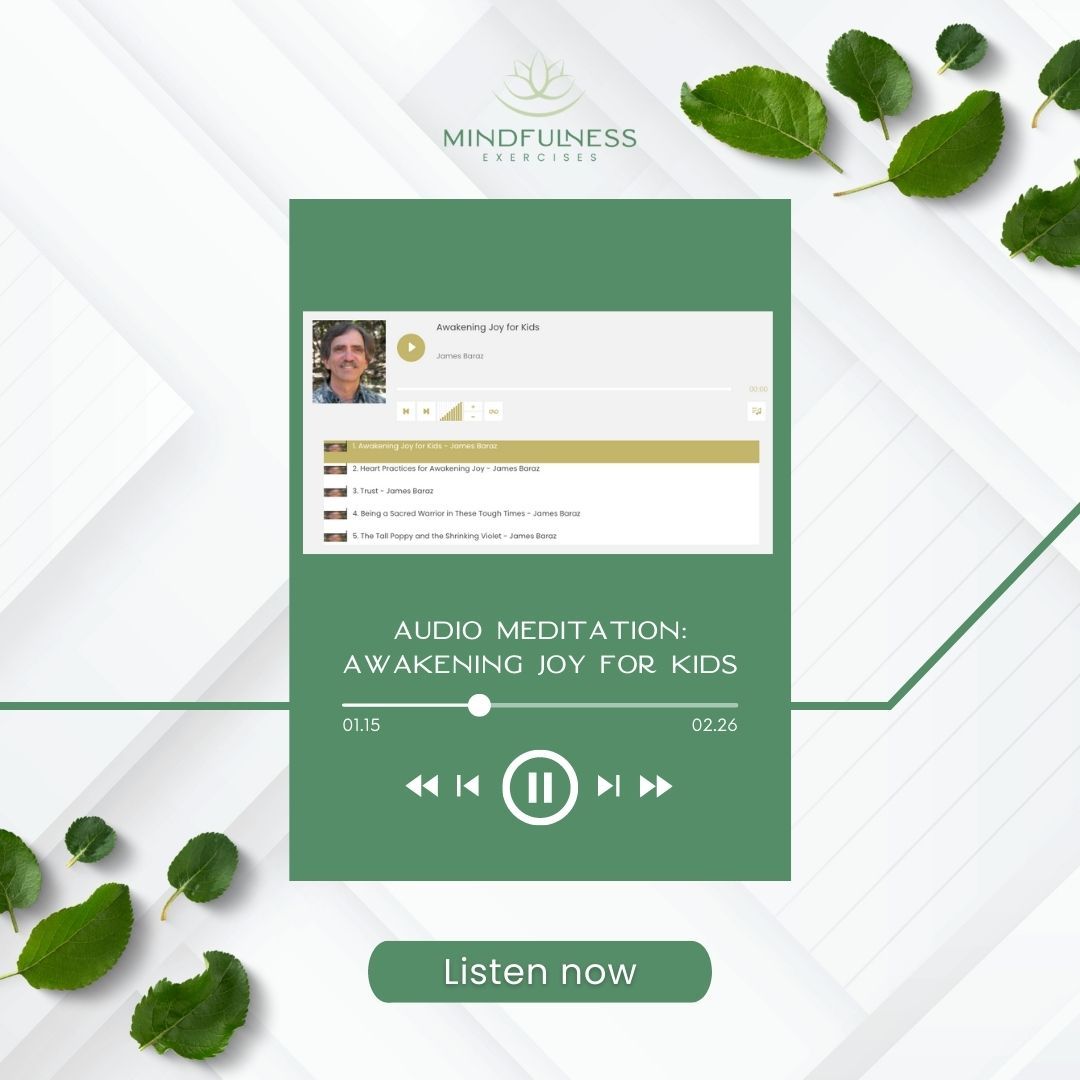 MINDFULNESS
EXERCISES
Awakening Joy for Kids
James Baraz
00:00
1. Awakening Joy for Kids - James Baraz
2. Heart Practices for Awakening Joy - James Baraz
3. Trust - James Baraz
4. Being a Sacred Warrior in These Tough Times - James Baraz
5. The Tall Poppy and the Shrinking Violet - James Baraz
AUDIO MEDITATION:
AWAKENING JOY FOR KIDS
01.15 02.26
Listen now